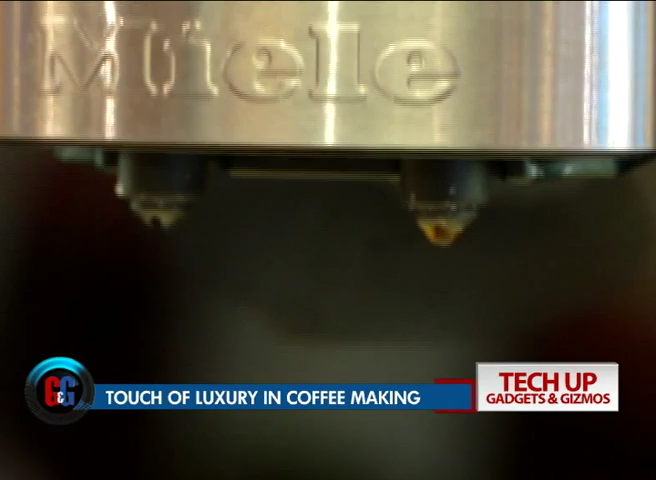 Miele
G&G
TOUCH OF LUXURY IN COFFEE MAKING
TECH UP
GADGETS & GIZMOS